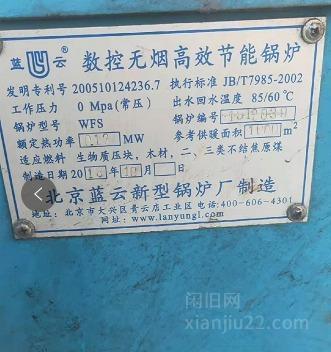 蓝 云 数控无烟高效节能锅炉
发明专利号 200510124236.7 执行标准 JB/T7985-2002
工作压力 0 Mpa(常压) 出水回水温度 85/60℃
锅炉型号 WFS 锅炉编号
额定热功率 MW 参考供暖面积 m²
适应燃料 生物质压块，木材，二、三类不结焦原煤
制造日期 20 年 月 日
北京蓝云新型锅炉厂制造
地址：北京市大兴区青云店工业区 电话：400-606-4301
网址：www.lanyungl.com
闲旧网
xianjiu22.com